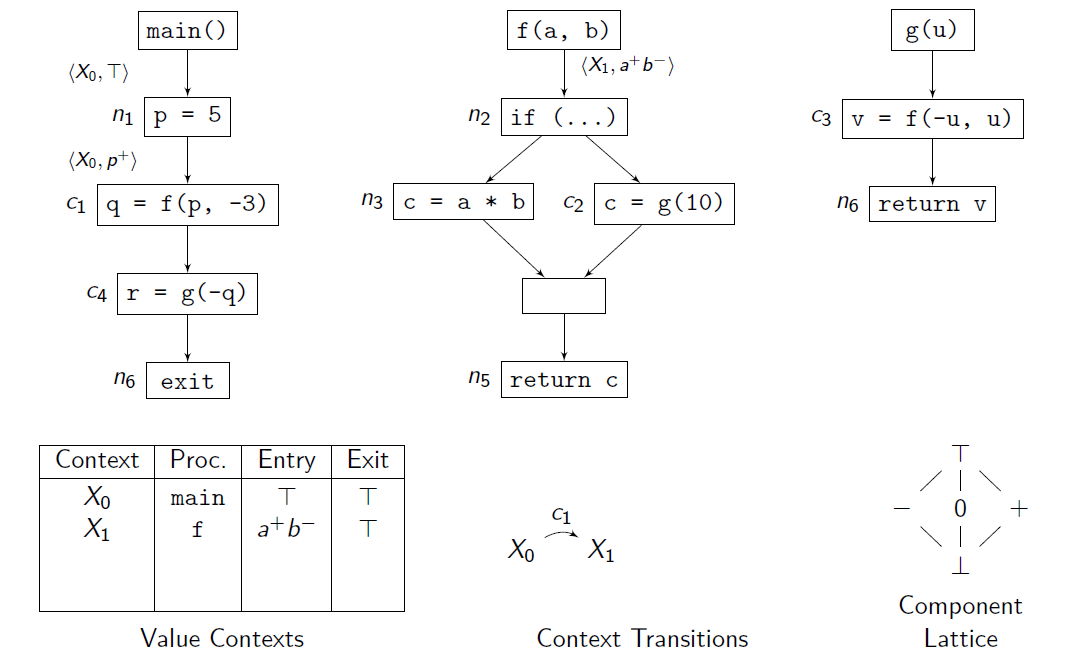 main()
⟨X₀, ⊤⟩
n₁ p = 5
⟨X₀, p⁺⟩
c₁ q = f(p, -3)
c₄ r = g(-q)
n₆ exit
f(a, b)
⟨X₁, a⁺b⁻⟩
n₂ if (...)
n₃ c = a * b
c₂ c = g(10)
n₅ return c
g(u)
c₃ v = f(-u, u)
n₆ return v
Context Proc. Entry Exit
X₀ main ⊤ ⊤
X₁ f a⁺b⁻ ⊤
Value Contexts
c₁
X₀ X₁
Context Transitions
⊤
− 0 +
⊥
Component
Lattice